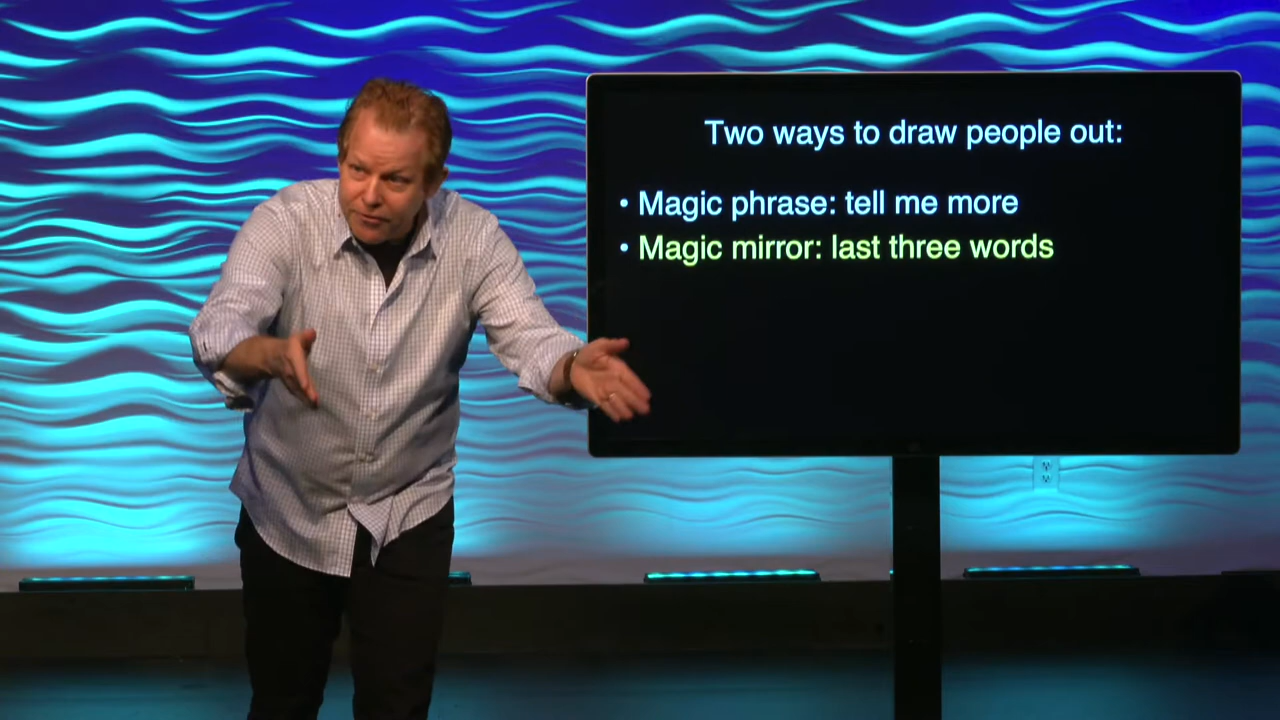 Two ways to draw people out:
• Magic phrase: tell me more
• Magic mirror: last three words